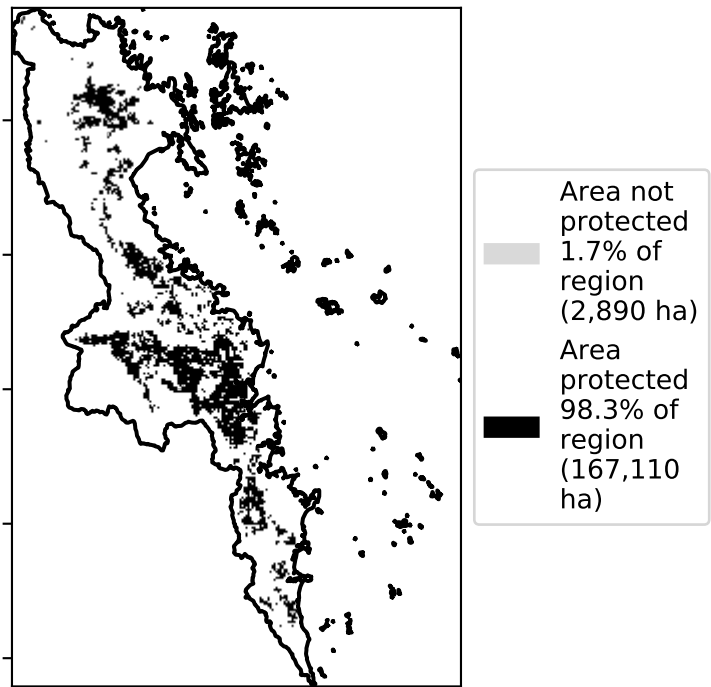 Area not
protected
1.7% of
region
(2,890 ha)
Area
protected
98.3% of
region
(167,110
ha)